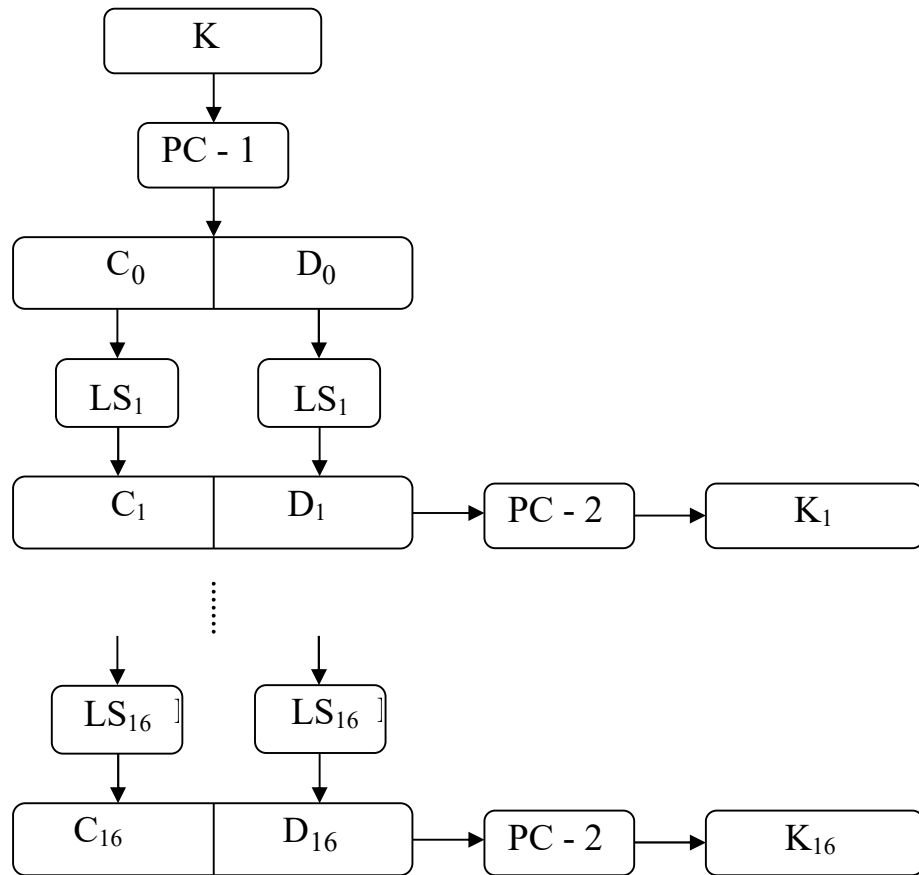 K
PC - 1
C₀ D₀
LS₁ LS₁
C₁ D₁ PC - 2 K₁
LS₁₆ LS₁₆
C₁₆ D₁₆ PC - 2 K₁₆